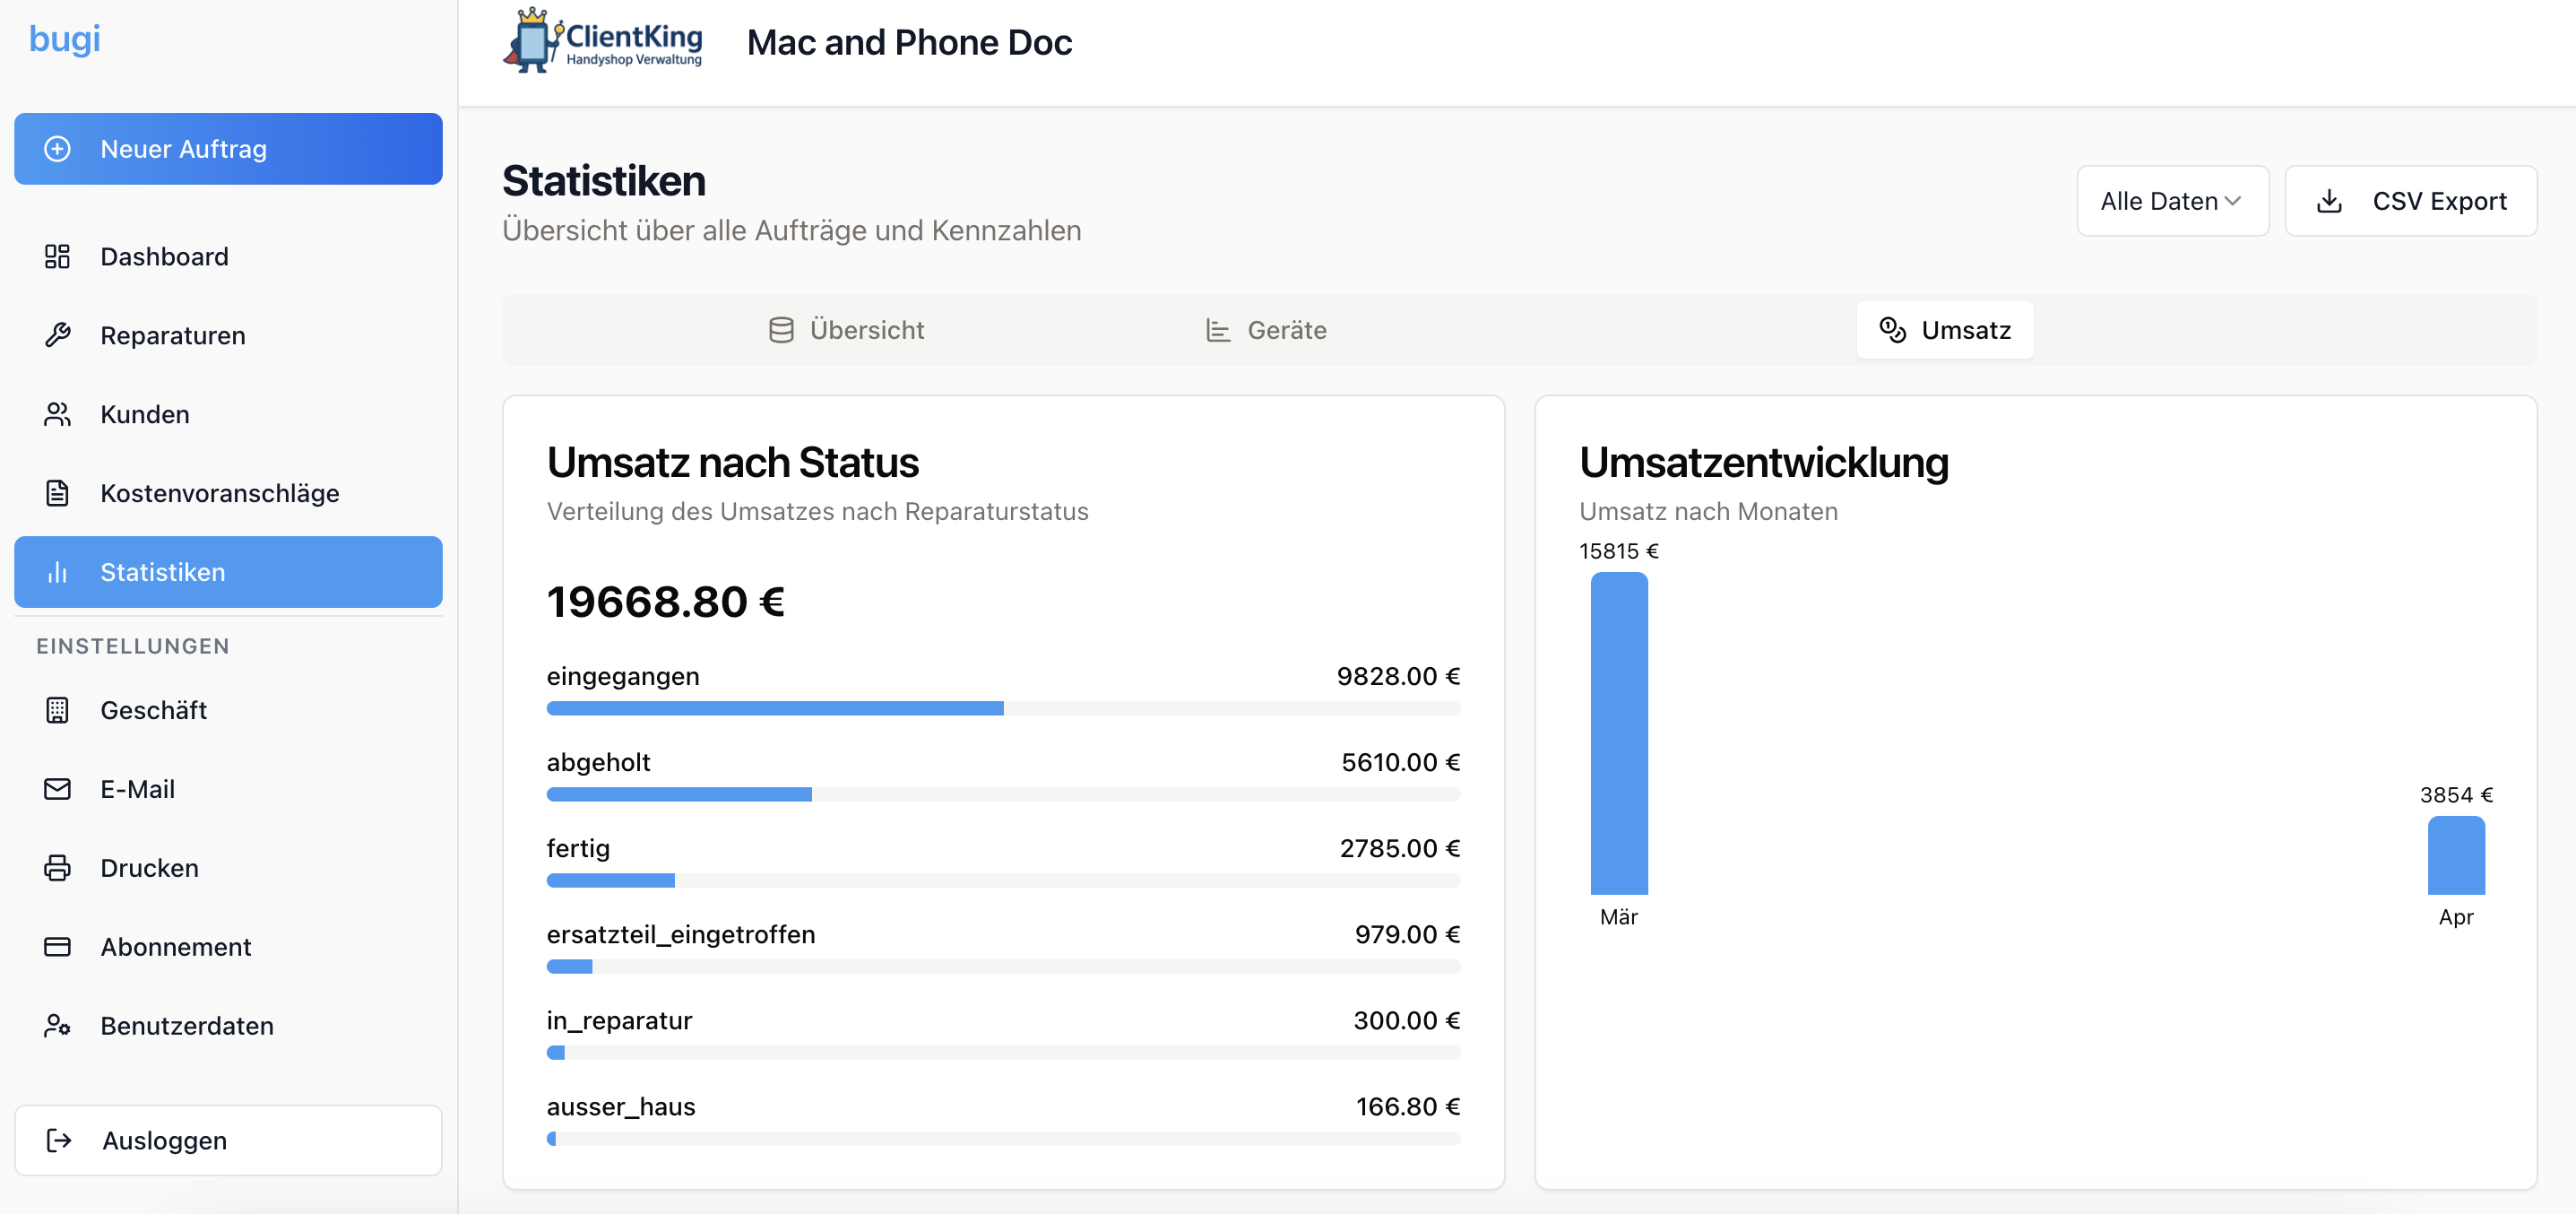 bugi
Neuer Auftrag
Dashboard
Reparaturen
Kunden
Kostenvoranschläge
Statistiken
EINSTELLUNGEN
Geschäft
E-Mail
Drucken
Abonnement
Benutzerdaten
Ausloggen
ClientKing
Handyshop Verwaltung
Mac and Phone Doc
Statistiken
Übersicht über alle Aufträge und Kennzahlen
Alle Daten
CSV Export
Übersicht
Geräte
Umsatz
Umsatz nach Status
Verteilung des Umsatzes nach Reparaturstatus
19668.80 €
eingegangen 9828.00 €
abgeholt 5610.00 €
fertig 2785.00 €
ersatzteil_eingetroffen 979.00 €
in_reparatur 300.00 €
ausser_haus 166.80 €
Umsatzentwicklung
Umsatz nach Monaten
15815 €
3854 €
Mär
Apr